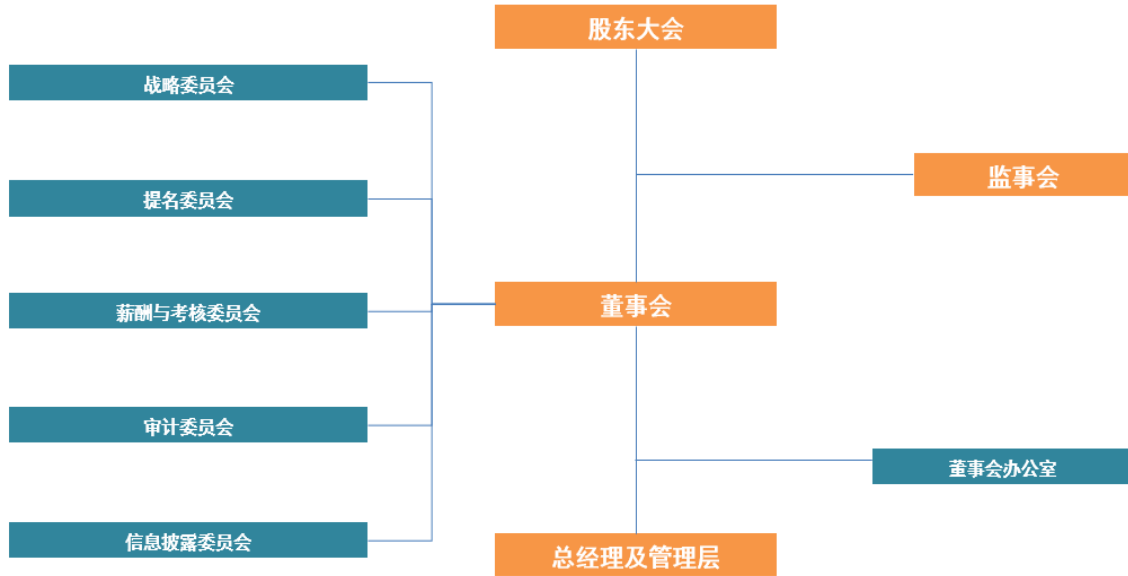 股东大会
战略委员会
监事会
提名委员会
董事会
薪酬与考核委员会
审计委员会
董事会办公室
信息披露委员会
总经理及管理层